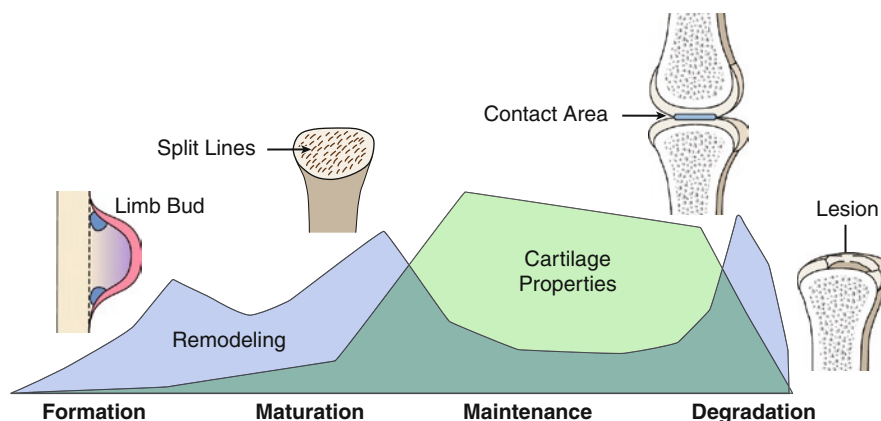 Contact Area
Split Lines
Limb Bud
Lesion
Cartilage
Properties
Remodeling
Formation
Maturation
Maintenance
Degradation